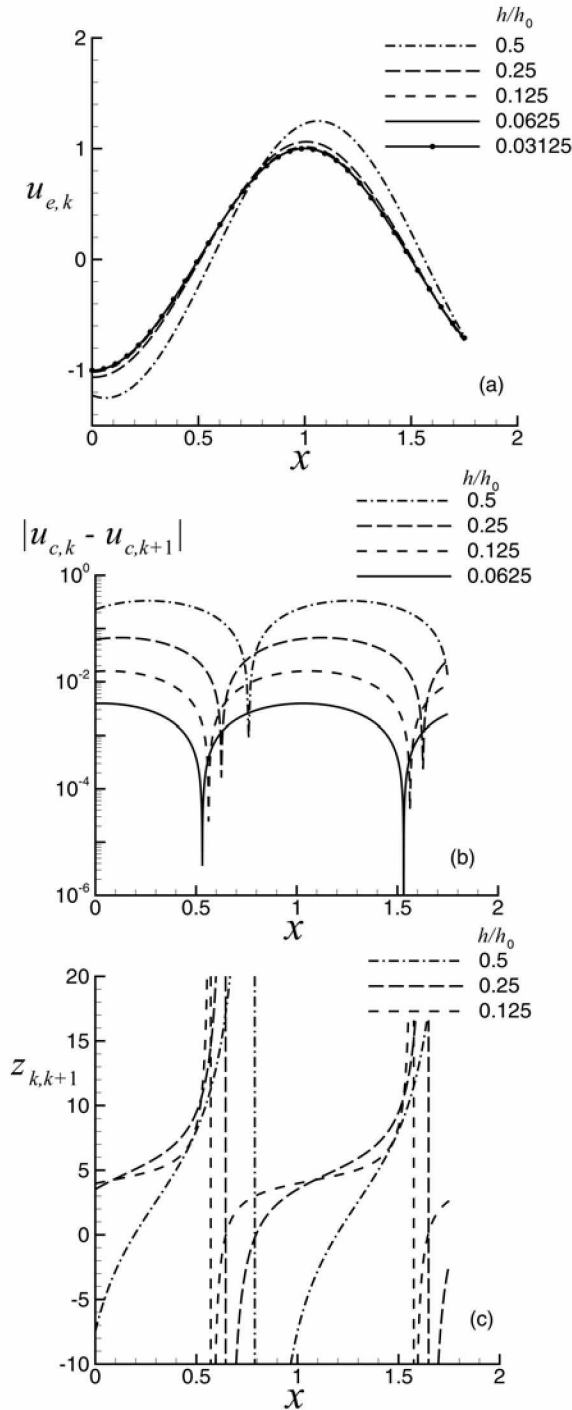 h/h₀
0.5
0.25
0.125
0.0625
0.03125
2
1
0
-1
u_{e,k}
0 0.5 1 1.5 2
x
(a)
h/h₀
0.5
0.25
0.125
0.0625
|u_{c,k} - u_{c,k+1}|
10⁰
10⁻²
10⁻⁴
10⁻⁶
0 0.5 1 1.5 2
x
(b)
h/h₀
0.5
0.25
0.125
20
15
10
5
0
-5
-10
z_{k,k+1}
0 0.5 1 1.5 2
x
(c)